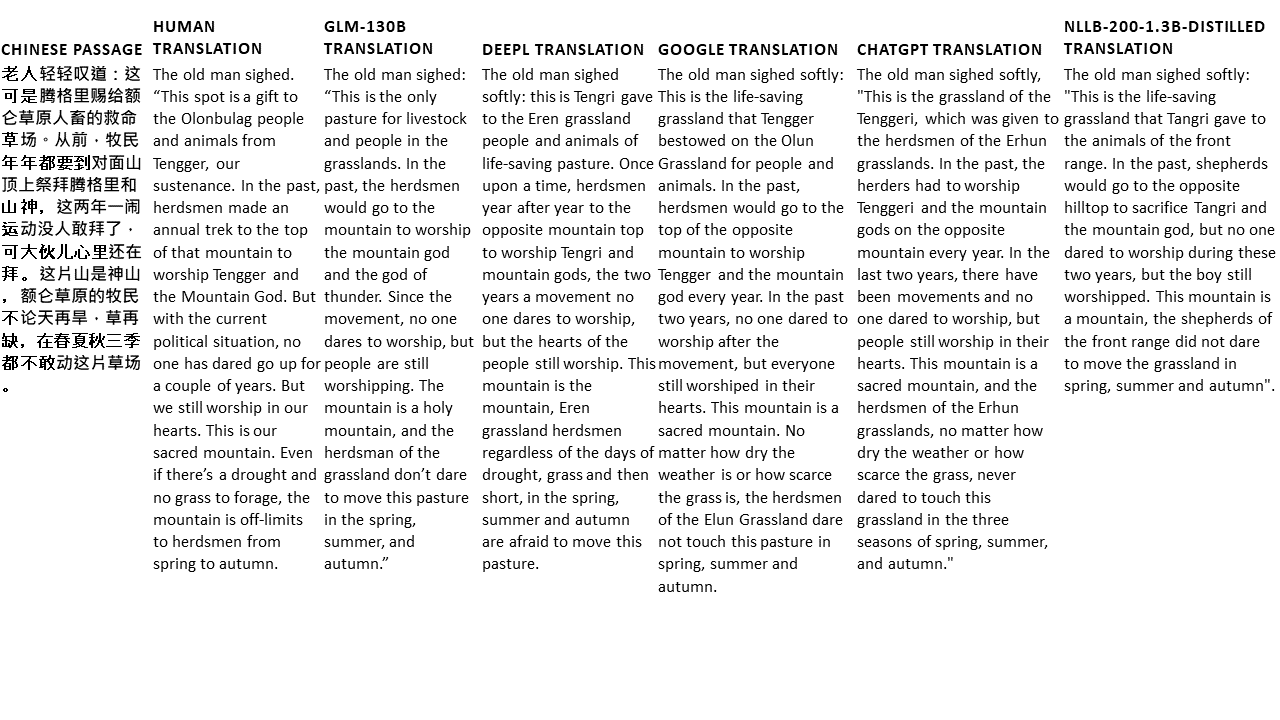 CHINESE PASSAGE
老人轻轻叹道：这
可是腾格里赐给额
仑草原人畜的救命
草场。从前，牧民
年年都要到对面山
顶上祭拜腾格里和
山神，这两年一闹
运动没人敢拜了，
可大伙儿心里还在
拜。这片山是神山
，额仑草原的牧民
不论天再旱，草再
缺，在春夏秋三季
都不敢动这片草场
。
HUMAN
TRANSLATION
The old man sighed.
“This spot is a gift to
the Olonbulag people
and animals from
Tengger, our
sustenance. In the past,
herdsmen made an
annual trek to the top
of that mountain to
worship Tengger and
the Mountain God. But
with the current
political situation, no
one has dared go up for
a couple of years. But
we still worship in our
hearts. This is our
sacred mountain. Even
if there’s a drought and
no grass to forage, the
mountain is off-limits
to herdsmen from
spring to autumn.
GLM-130B
TRANSLATION
The old man sighed:
“This is the only
pasture for livestock
and people in the
grasslands. In the
past, the herdsmen
would go to the
mountain to worship
the mountain god
and the god of
thunder. Since the
movement, no one
dares to worship, but
people are still
worshipping. The
mountain is a holy
mountain, and the
herdsman of the
grassland don’t dare
to move this pasture
in the spring,
summer, and
autumn.”
DEEPL TRANSLATION
The old man sighed
softly: this is Tengri gave
to the Eren grassland
people and animals of
life-saving pasture. Once
upon a time, herdsmen
year after year to the
opposite mountain top
to worship Tengri and
mountain gods, the two
years a movement no
one dares to worship,
but the hearts of the
people still worship. This
mountain is the
mountain, Eren
grassland herdsmen
regardless of the days of
drought, grass and then
short, in the spring,
summer and autumn
are afraid to move this
pasture.
GOOGLE TRANSLATION
The old man sighed softly:
This is the life-saving
grassland that Tengger
bestowed on the Olun
Grassland for people and
animals. In the past,
herdsmen would go to the
top of the opposite
mountain to worship
Tengger and the mountain
god every year. In the past
two years, no one dared to
worship after the
movement, but everyone
still worshiped in their
hearts. This mountain is a
sacred mountain. No
matter how dry the
weather is or how scarce
the grass is, the herdsmen
of the Elun Grassland dare
not touch this pasture in
spring, summer and
autumn.
CHATGPT TRANSLATION
The old man sighed softly,
"This is the grassland of the
Tenggeri, which was given to
the herdsmen of the Erhun
grasslands. In the past, the
herders had to worship
Tenggeri and the mountain
gods on the opposite
mountain every year. In the
last two years, there have
been movements and no
one dared to worship, but
people still worship in their
hearts. This mountain is a
sacred mountain, and the
herdsmen of the Erhun
grasslands, no matter how
dry the weather or how
scarce the grass, never
dared to touch this
grassland in the three
seasons of spring, summer,
and autumn."
NLLB-200-1.3B-DISTILLED
TRANSLATION
The old man sighed softly:
"This is the life-saving
grassland that Tangri gave to
the animals of the front
range. In the past, shepherds
would go to the opposite
hilltop to sacrifice Tangri and
the mountain god, but no one
dared to worship during these
two years, but the boy still
worshipped. This mountain is
a mountain, the shepherds of
the front range did not dare
to move the grassland in
spring, summer and autumn".